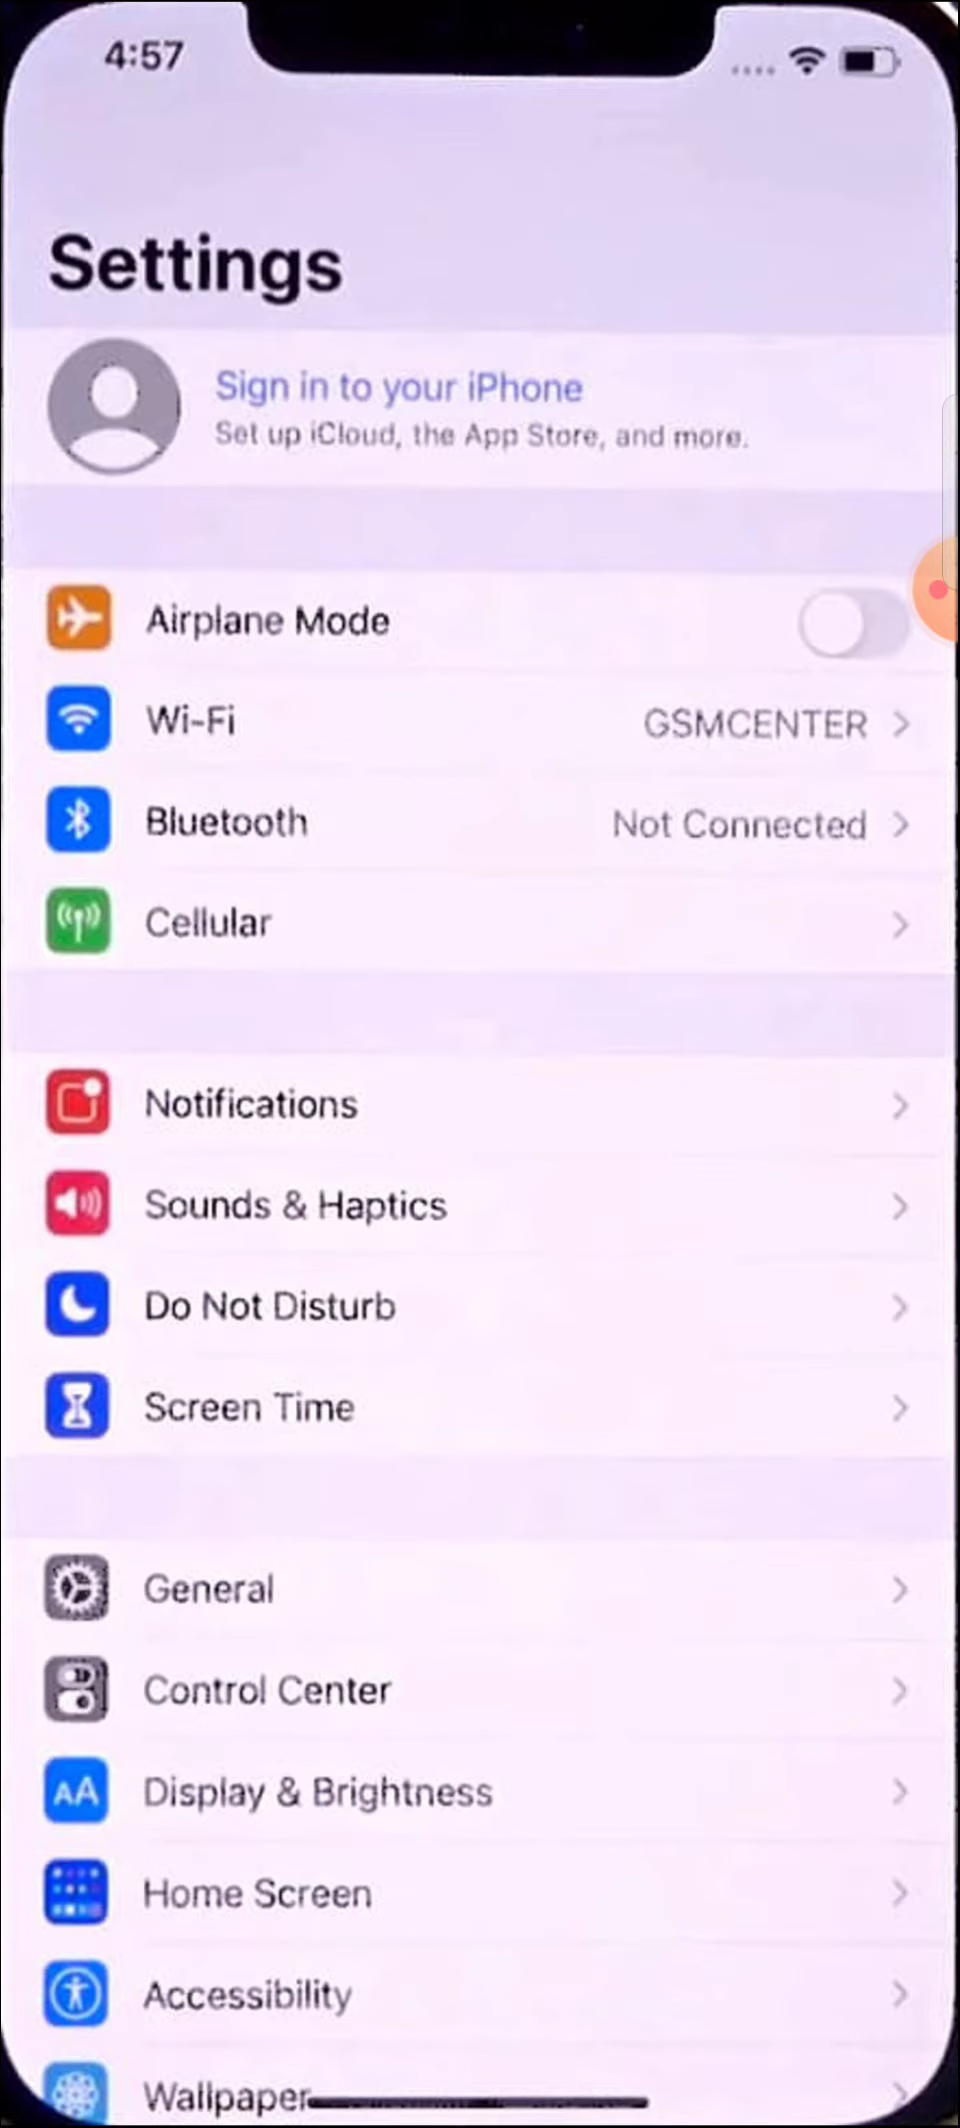 4:57
Settings
Sign in to your iPhone
Set up iCloud, the App Store, and more.
Airplane Mode
Wi-Fi GSMCENTER
Bluetooth Not Connected
Cellular
Notifications
Sounds & Haptics
Do Not Disturb
Screen Time
General
Control Center
AA Display & Brightness
Home Screen
Accessibility
Wallpaper